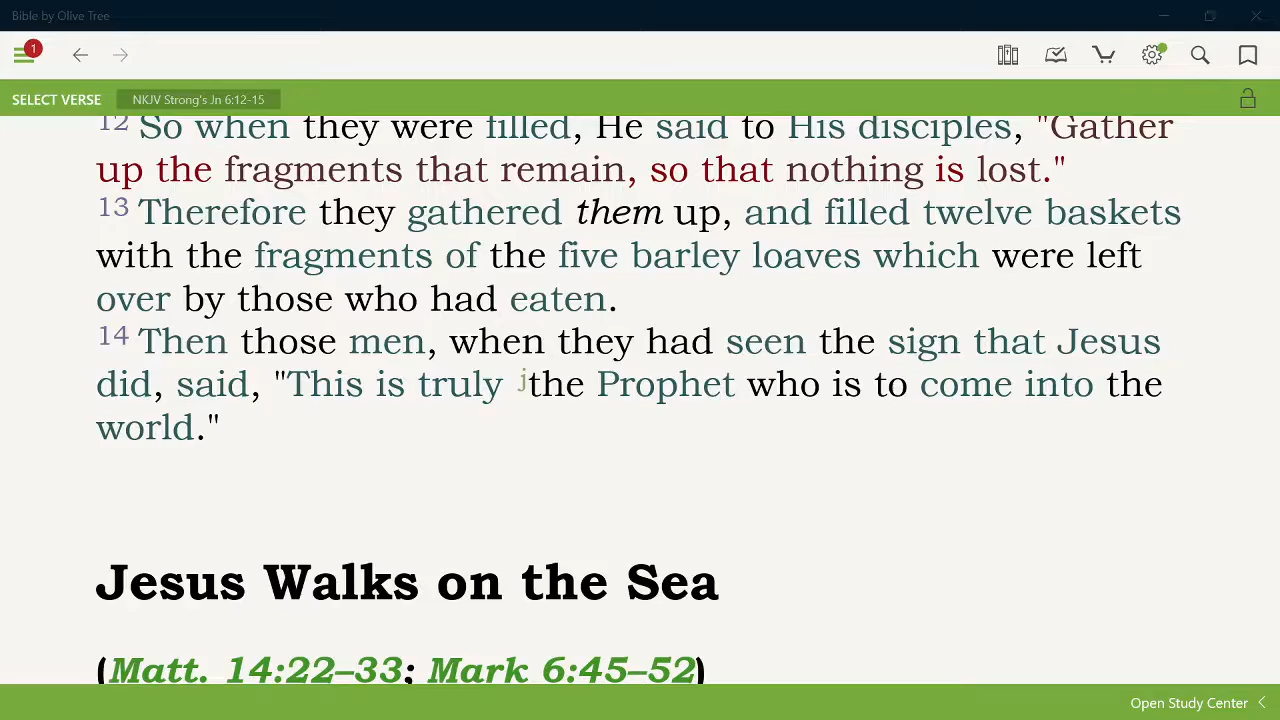 Bible by Olive Tree
1
SELECT VERSE NKJV Strong's Jn 6:12-15
12 So when they were filled, He said to His disciples, "Gather
up the fragments that remain, so that nothing is lost."
13 Therefore they gathered them up, and filled twelve baskets
with the fragments of the five barley loaves which were left
over by those who had eaten.
14 Then those men, when they had seen the sign that Jesus
did, said, "This is truly jthe Prophet who is to come into the
world."
Jesus Walks on the Sea
(Matt. 14:22–33; Mark 6:45–52)
Open Study Center